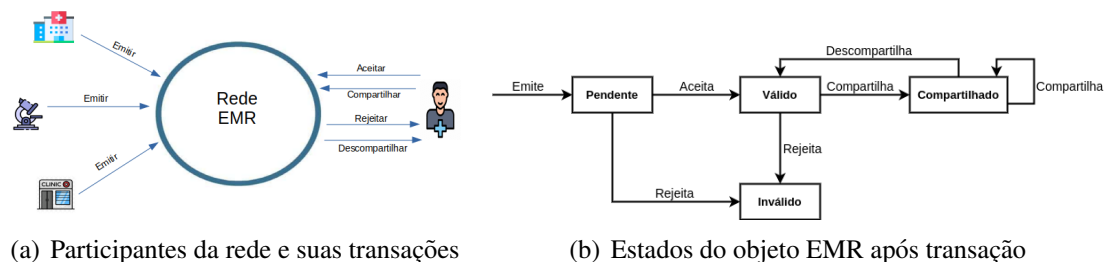 Emitir
Emitir
Emitir
CLINIC
Rede
EMR
Aceitar
Compartilhar
Rejeitar
Descompartilhar
(a) Participantes da rede e suas transações
Descompartilha
Emite
Pendente
Aceita
Válido
Compartilha
Compartilhado
Compartilha
Rejeita
Rejeita
Inválido
(b) Estados do objeto EMR após transação